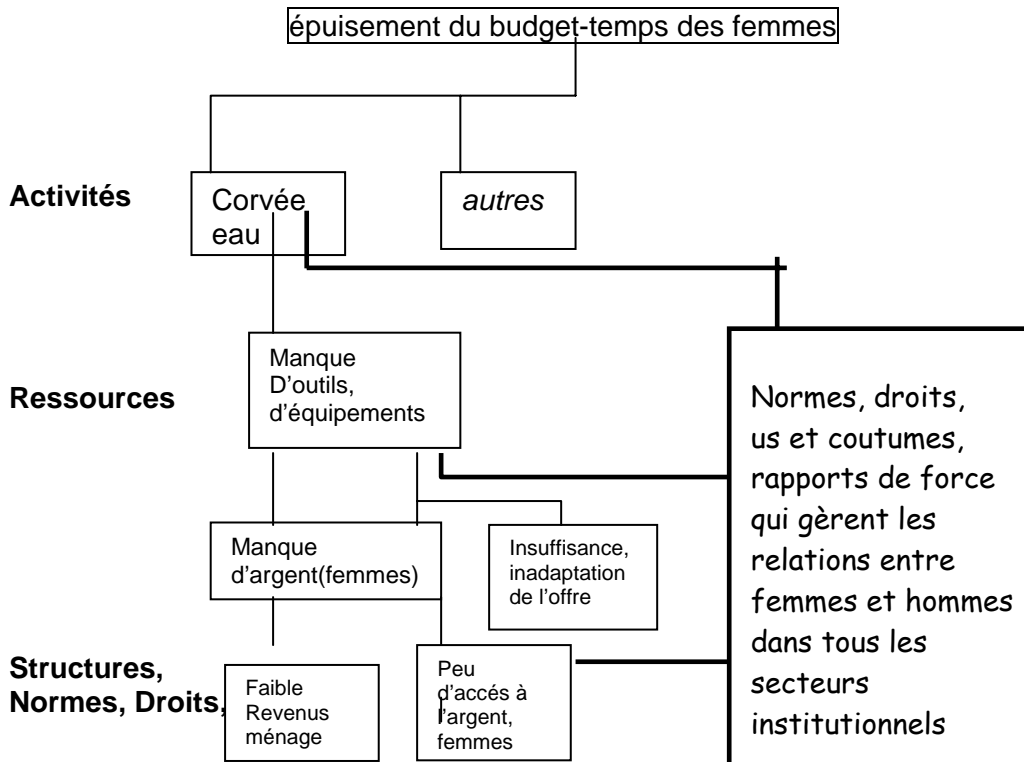 épuisement du budget-temps des femmes
Activités
Corvée
eau
autres
Ressources
Manque
D’outils,
d’équipements
Normes, droits,
us et coutumes,
rapports de force
qui gèrent les
relations entre
femmes et hommes
dans tous les
secteurs
institutionnels
Manque
d’argent(femmes)
Insuffisance,
inadaptation
de l’offre
Structures,
Normes, Droits,
Faible
Revenus
ménage
Peu
d’accés à
l’argent,
femmes